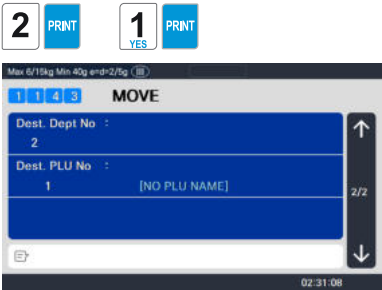 2 PRINT 1 YES PRINT
Max 6/15kg Min 40g e=d=2/5g (III)
1 1 4 3 MOVE
Dest. Dept No :
2
Dest. PLU No :
1 [NO PLU NAME]
2/2
02:31:08